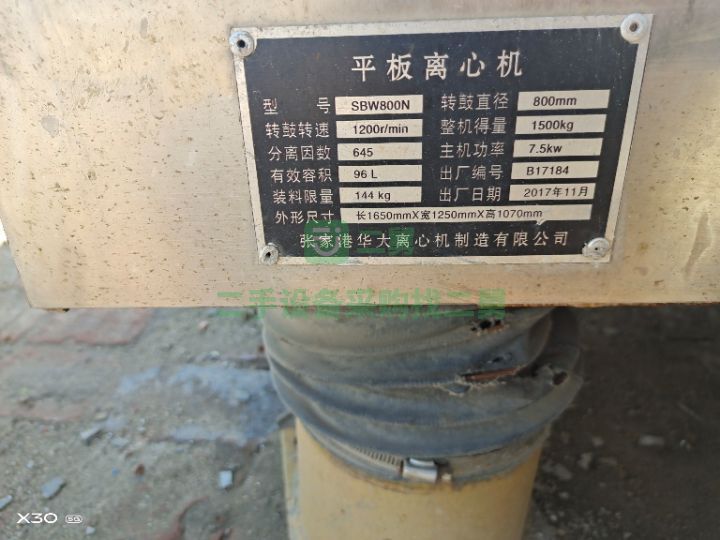 平板离心机
型 号 SBW800N 转鼓直径 800mm
转鼓转速 1200r/min 整机得量 1500kg
分离因数 645 主机功率 7.5kw
有效容积 96 L 出厂编号 B17184
装料限量 144 kg 出厂日期 2017年11月
外形尺寸 长1650mmX宽1250mmX高1070mm
张家港华大离心机制造有限公司
二手设备采购找二勇
X30 5G